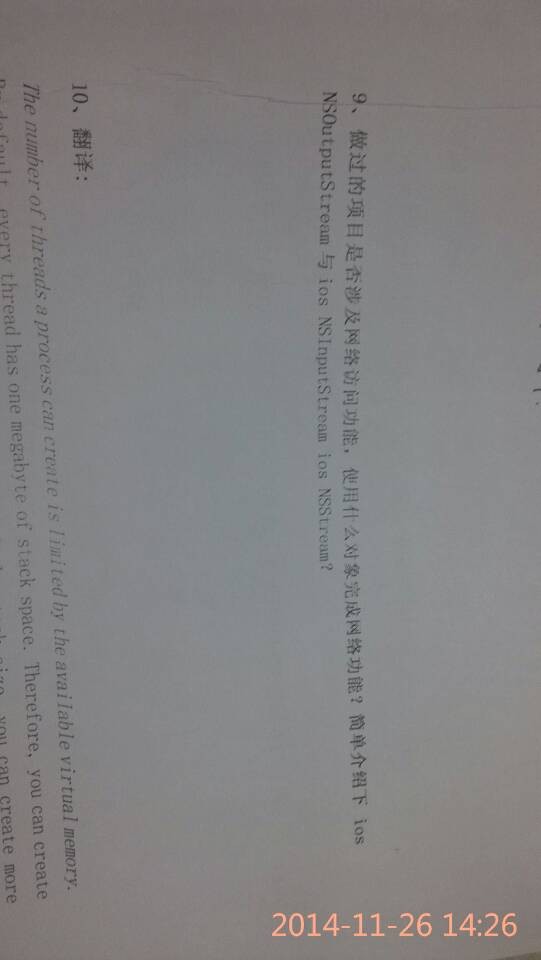 9、做过的项目是否涉及网络访问功能，使用什么对象完成网络功能？简单介绍下 ios
NSOutputStream 与 ios NSInputStream ios NSStream?
10、翻译：
The number of threads a process can create is limited by the available virtual memory.
By default, every thread has one megabyte of stack space. Therefore, you can create
size, you can create more
2014-11-26 14:26